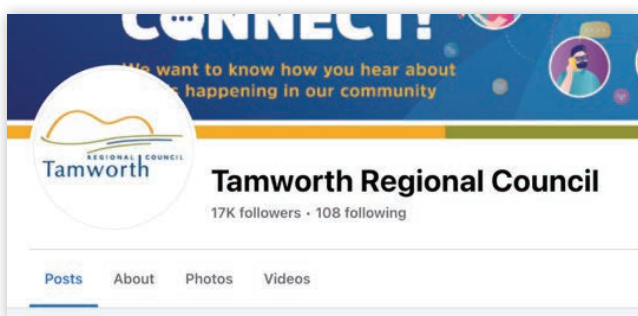 CONNECT!
We want to know how you hear about
happening in our community
REGIONAL COUNCIL
Tamworth
Tamworth Regional Council
17K followers · 108 following
Posts About Photos Videos